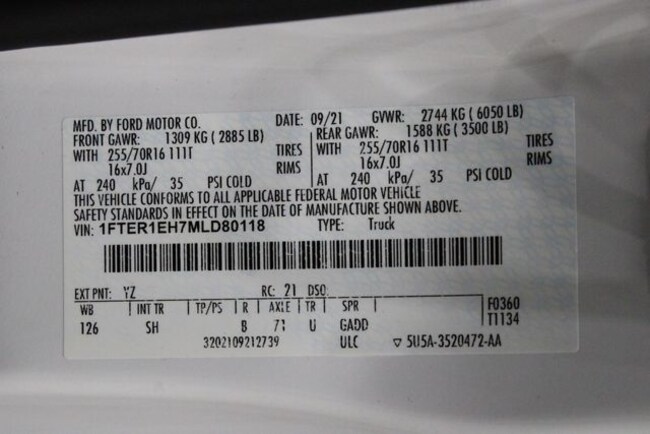 MFD. BY FORD MOTOR CO. DATE: 09/21 GVWR: 2744 KG ( 6050 LB)
FRONT GAWR: 1309 KG ( 2885 LB) REAR GAWR: 1588 KG ( 3500 LB)
WITH 255/70R16 111T TIRES WITH 255/70R16 111T TIRES
16x7.0J RIMS 16x7.0J RIMS
AT 240 kPa/ 35 PSI COLD AT 240 kPa/ 35 PSI COLD
THIS VEHICLE CONFORMS TO ALL APPLICABLE FEDERAL MOTOR VEHICLE
SAFETY STANDARDS IN EFFECT ON THE DATE OF MANUFACTURE SHOWN ABOVE.
VIN: 1FTER1EH7MLD80118 TYPE: Truck
EXT PNT: YZ RC: 21 DSO:
WB INT TR TP/PS R AXLE TR SPR F0360
126 SH B U GADD T1134
3202109212739 ULC 5U5A-3520472-AA